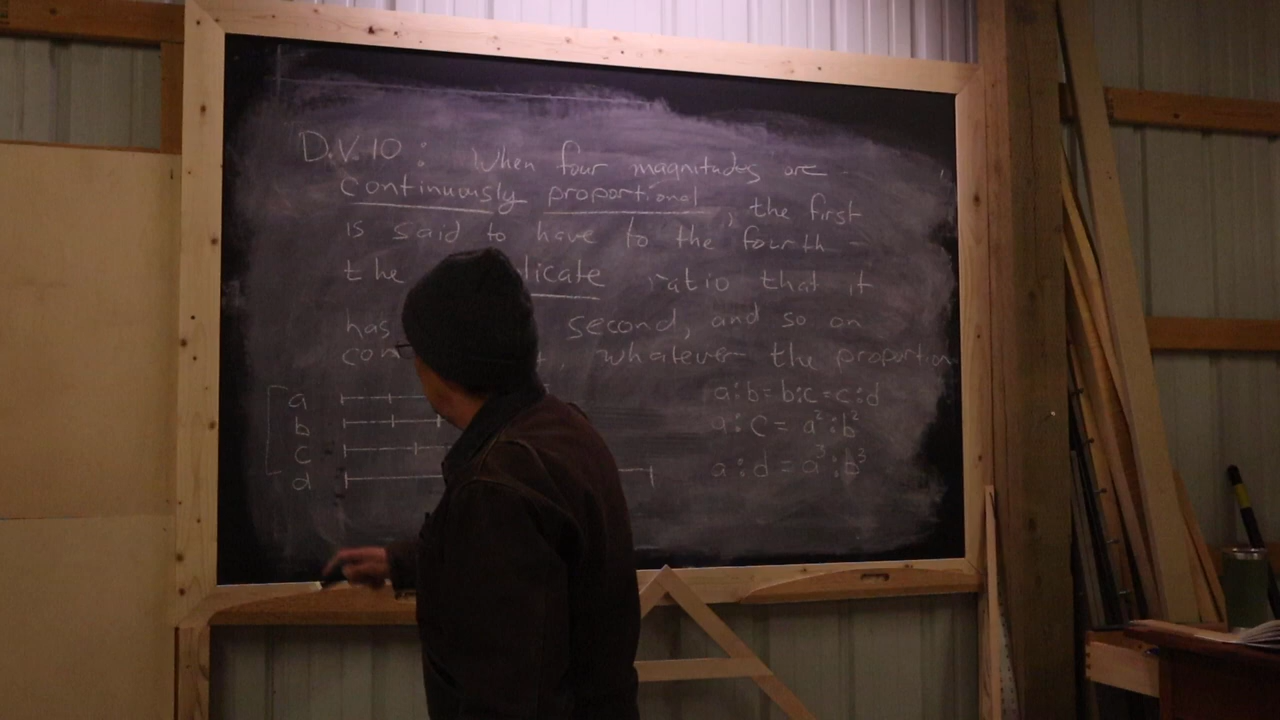 D.V.10: When four magnitudes are
continuously proportional, the first
is said to have to the fourth
the licate ratio that it
has second, and so on
con , whatever the proportion
a a:b = b:c = c:d
b a:c = a²:b²
c a:d = a³:b³
d